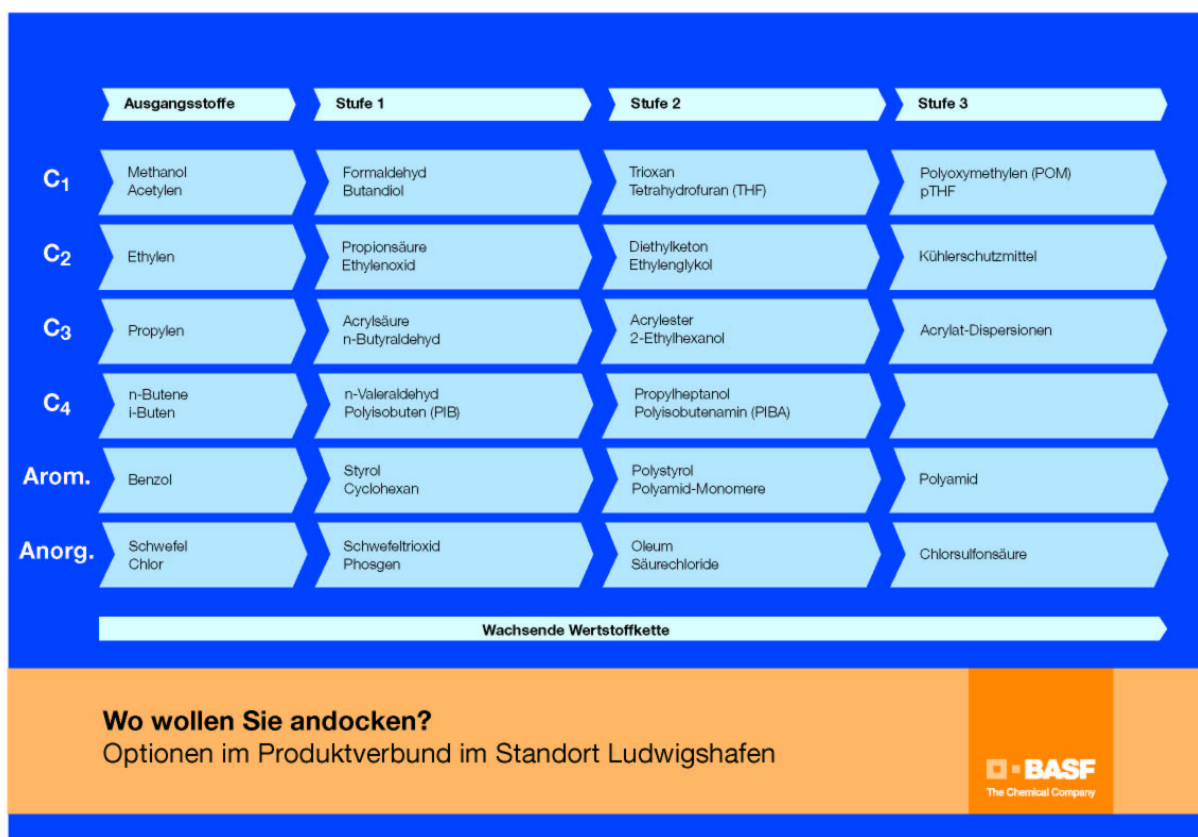 Ausgangsstoffe Stufe 1 Stufe 2 Stufe 3
C₁
Methanol
Acetylen
Formaldehyd
Butandiol
Trioxan
Tetrahydrofuran (THF)
Polyoxymethylen (POM)
pTHF
C₂
Ethylen
Propionsäure
Ethylenoxid
Diethylketon
Ethylenglykol
Kühlerschutzmittel
C₃
Propylen
Acrylsäure
n-Butyraldehyd
Acrylester
2-Ethylhexanol
Acrylat-Dispersionen
C₄
n-Butene
i-Buten
n-Valeraldehyd
Polyisobuten (PIB)
Propylheptanol
Polyisobutenamin (PIBA)
Arom.
Benzol
Styrol
Cyclohexan
Polystyrol
Polyamid-Monomere
Polyamid
Anorg.
Schwefel
Chlor
Schwefeltrioxid
Phosgen
Oleum
Säurechloride
Chlorsulfonsäure
Wachsende Wertstoffkette
Wo wollen Sie andocken?
Optionen im Produktverbund im Standort Ludwigshafen
BASF
The Chemical Company